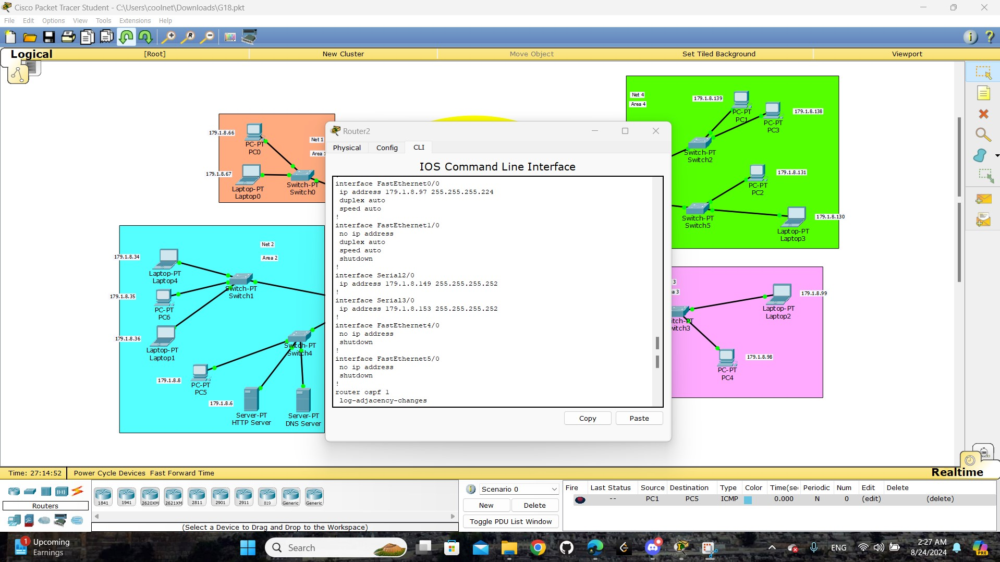 Cisco Packet Tracer Student - C:\Users\coolnet\Downloads\G18.pkt
File Edit Options View Tools Extensions Help
Logical [Root] New Cluster Move Object Set Tiled Background Viewport
Net 4
Area 4
179.1.8.139
PC-PT
PC1
179.1.8.138
PC-PT
PC3
Switch-PT
Switch2
179.1.8.131
PC-PT
PC2
Switch-PT
Switch5
179.1.8.130
Laptop-PT
Laptop3
179.1.8.66
PC-PT
PC0
Net 1
Area 1
179.1.8.67
Laptop-PT
Laptop0
Switch-PT
Switch0
Net 2
Area 2
179.1.8.34
Laptop-PT
Laptop4
Switch-PT
Switch1
179.1.8.35
PC-PT
PC6
179.1.8.36
Laptop-PT
Laptop1
Switch-PT
Switch4
179.1.8.8
PC-PT
PC5
179.1.8.6
Server-PT
HTTP Server
Server-PT
DNS Server
3
ea 3
itch-PT
witch3
179.1.8.99
Laptop-PT
Laptop2
179.1.8.98
PC-PT
PC4
Router2
Physical Config CLI
IOS Command Line Interface
interface FastEthernet0/0
ip address 179.1.8.97 255.255.255.224
duplex auto
speed auto
!
interface FastEthernet1/0
no ip address
duplex auto
speed auto
shutdown
!
interface Serial2/0
ip address 179.1.8.149 255.255.255.252
!
interface Serial3/0
ip address 179.1.8.153 255.255.255.252
!
interface FastEthernet4/0
no ip address
shutdown
!
interface FastEthernet5/0
no ip address
shutdown
!
router ospf 1
log-adjacency-changes
Copy Paste
Time: 27:14:52 Power Cycle Devices Fast Forward Time Realtime
Routers
1841 1941 2620XM 2621XM 2811 2901 2911 819 Generic Generic
(Select a Device to Drag and Drop to the Workspace)
Scenario 0
New Delete
Toggle PDU List Window
Fire Last Status Source Destination Type Color Time(sec Periodic Num Edit Delete
-- PC1 PC5 ICMP 0.000 N 0 (edit) (delete)
1 Upcoming
Earnings
Search
ENG
2:27 AM
8/24/2024
PRE